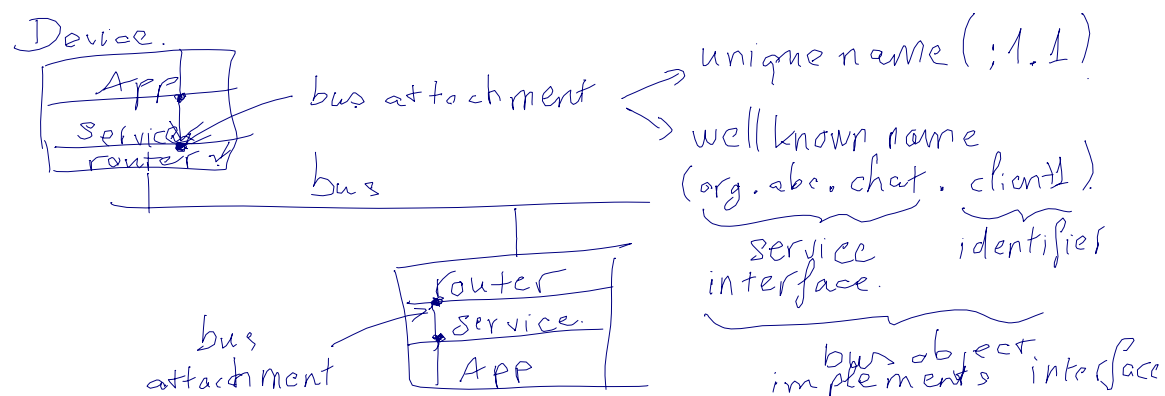 Device.
App
service
router
bus attachment
unique name (:1.1)
well known name
(org.abc.chat.client1)
service
interface.
identifier
bus object
implements interface
bus
router
service.
App
bus
attachment